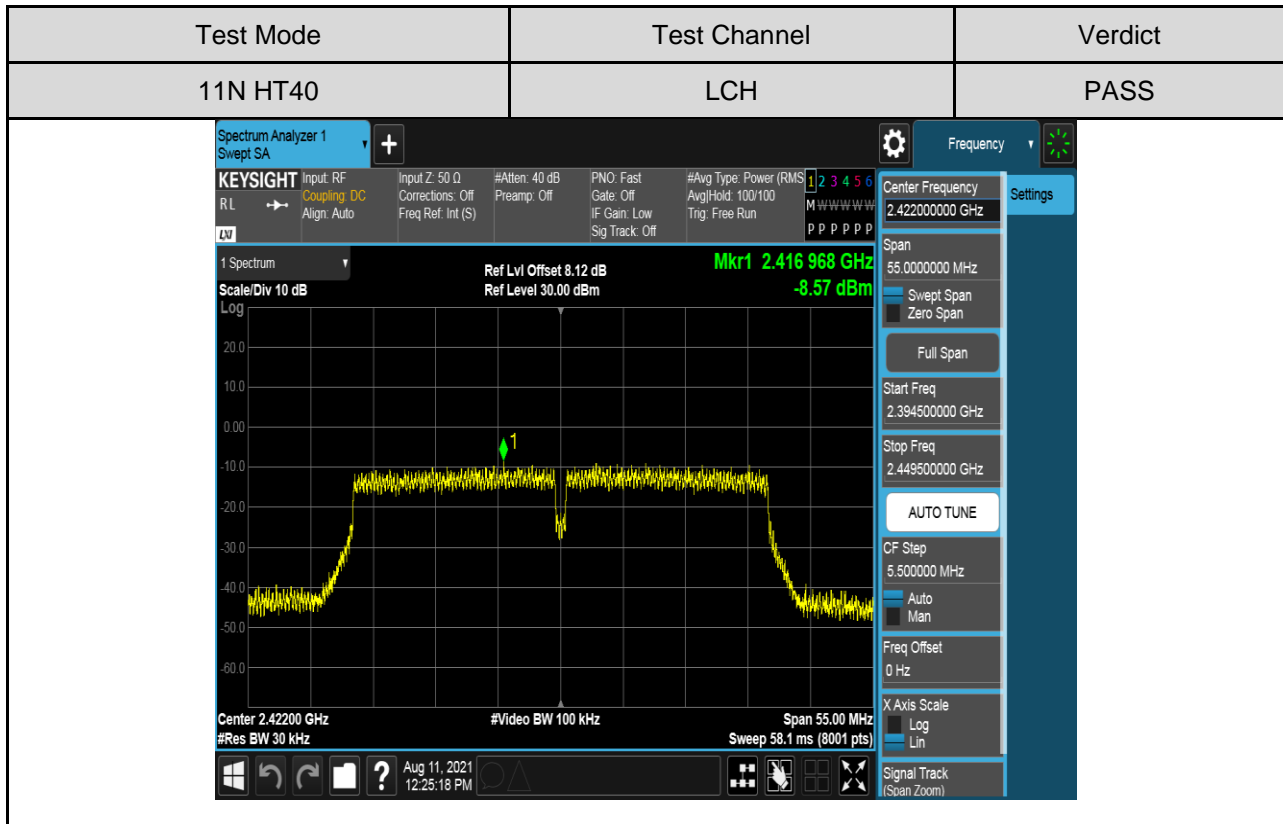 Test Mode Test Channel Verdict
11N HT40 LCH PASS
Spectrum Analyzer 1
Swept SA
+
Frequency
KEYSIGHT
RL
LXI
Input: RF
Coupling: DC
Align: Auto
Input Z: 50 Ω
Corrections: Off
Freq Ref: Int (S)
#Atten: 40 dB
Preamp: Off
PNO: Fast
Gate: Off
IF Gain: Low
Sig Track: Off
#Avg Type: Power (RMS
Avg|Hold: 100/100
Trig: Free Run
1 2 3 4 5 6
M W W W W W
P P P P P P
1 Spectrum
Scale/Div 10 dB
Ref Lvl Offset 8.12 dB
Ref Level 30.00 dBm
Mkr1 2.416 968 GHz
-8.57 dBm
Log
20.0
10.0
0.00
-10.0
-20.0
-30.0
-40.0
-50.0
-60.0
1
Center 2.42200 GHz
#Res BW 30 kHz
#Video BW 100 kHz
Span 55.00 MHz
Sweep 58.1 ms (8001 pts)
Center Frequency
2.422000000 GHz
Settings
Span
55.0000000 MHz
Swept Span
Zero Span
Full Span
Start Freq
2.394500000 GHz
Stop Freq
2.449500000 GHz
AUTO TUNE
CF Step
5.500000 MHz
Auto
Man
Freq Offset
0 Hz
X Axis Scale
Log
Lin
Signal Track
(Span Zoom)
?
Aug 11, 2021
12:25:18 PM